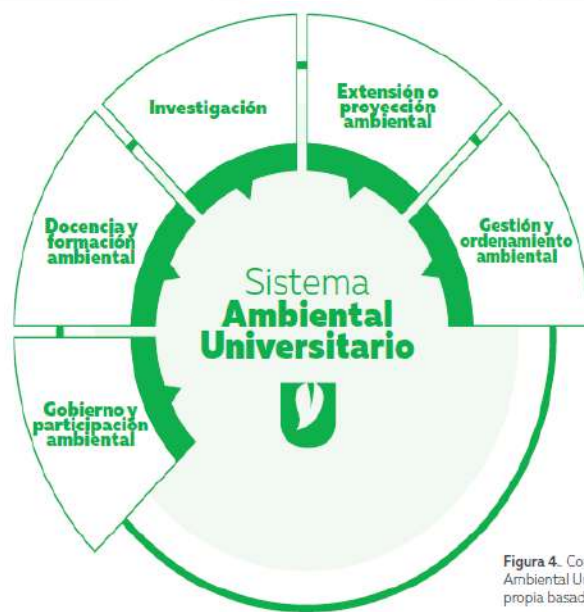 Investigación
Extensión o
proyección
ambiental
Docencia y
formación
ambiental
Gestión y
ordenamiento
ambiental
Sistema
Ambiental
Universitario
Gobierno y
participación
ambiental
Figura 4.
Ambiental
propia